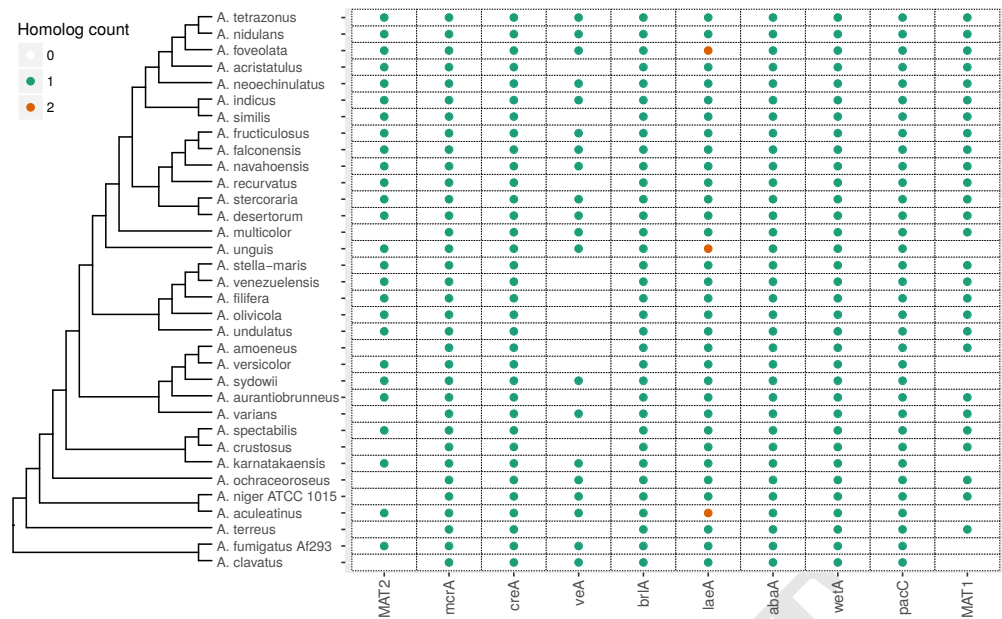 Homolog count
0
1
2
A. tetrazonus
A. nidulans
A. foveolata
A. acristatulus
A. neoechinulatus
A. indicus
A. similis
A. fructiculosus
A. falconensis
A. navahoensis
A. recurvatus
A. stercoraria
A. desertorum
A. multicolor
A. unguis
A. stella−maris
A. venezuelensis
A. filifera
A. olivicola
A. undulatus
A. amoeneus
A. versicolor
A. sydowii
A. aurantiobrunneus
A. varians
A. spectabilis
A. crustosus
A. karnatakaensis
A. ochraceoroseus
A. niger ATCC 1015
A. aculeatinus
A. terreus
A. fumigatus Af293
A. clavatus
MAT2
mcrA
creA
veA
brlA
laeA
abaA
wetA
pacC
MAT1